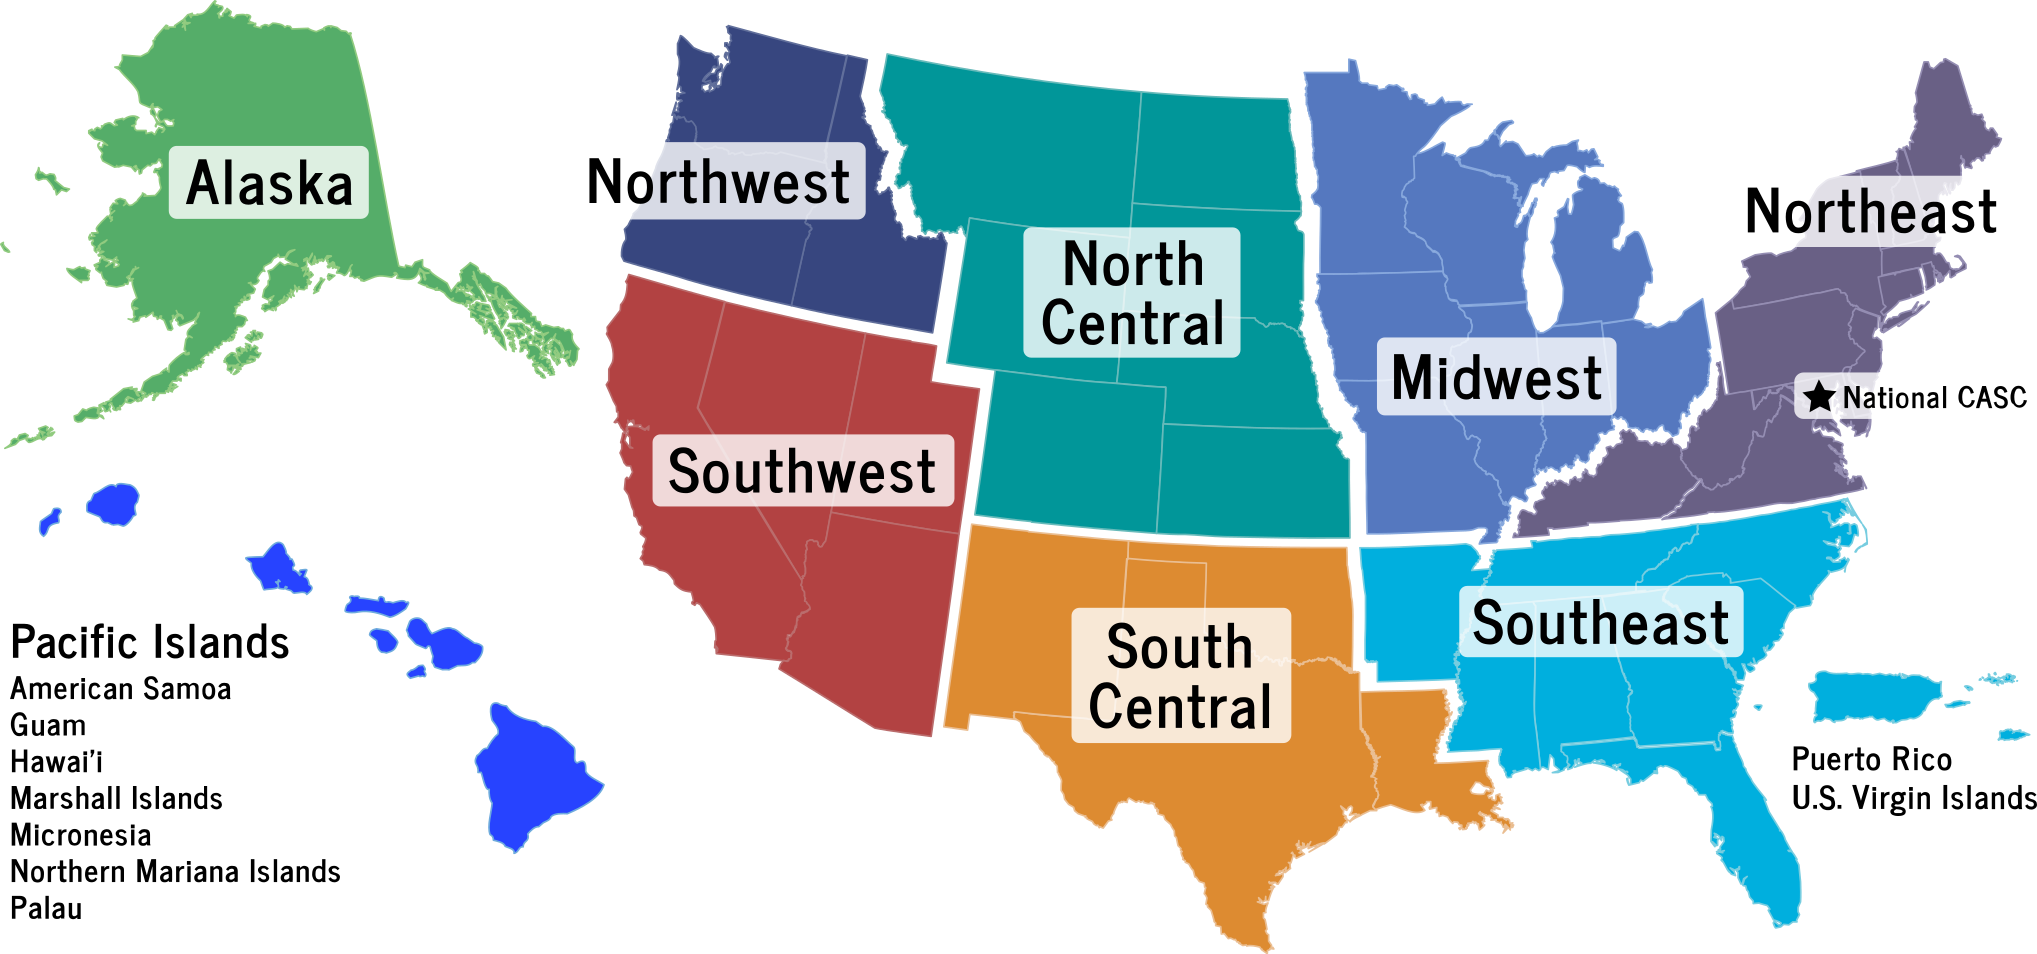 Alaska
Northwest
North
Central
Midwest
Northeast
National CASC
Southwest
South
Central
Southeast
Pacific Islands
American Samoa
Guam
Hawai’i
Marshall Islands
Micronesia
Northern Mariana Islands
Palau
Puerto Rico
U.S. Virgin Islands